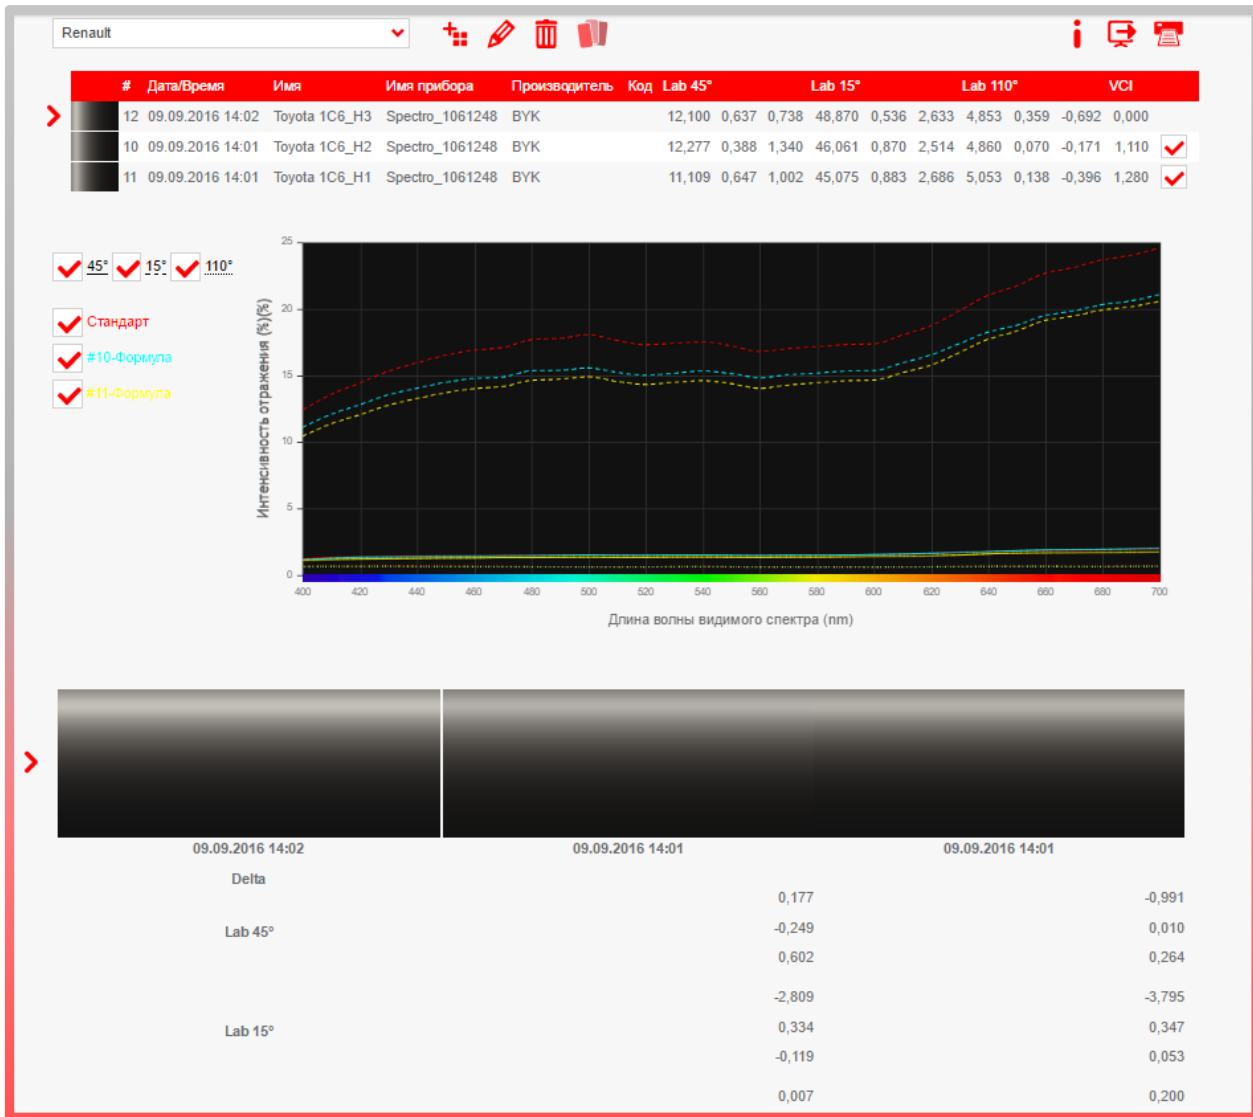 Renault
# Дата/Время Имя Имя прибора Производитель Код Lab 45° Lab 15° Lab 110° VCI
12 09.09.2016 14:02 Toyota 1C6_H3 Spectro_1061248 BYK 12,100 0,637 0,738 48,870 0,536 2,633 4,853 0,359 -0,692 0,000
10 09.09.2016 14:01 Toyota 1C6_H2 Spectro_1061248 BYK 12,277 0,388 1,340 46,061 0,870 2,514 4,860 0,070 -0,171 1,110
11 09.09.2016 14:01 Toyota 1C6_H1 Spectro_1061248 BYK 11,109 0,647 1,002 45,075 0,883 2,686 5,053 0,138 -0,396 1,280
45° 15° 110°
Стандарт
#10-Формула
#11-Формула
Интенсивность отражения (%)(%)
25
20
15
10
5
0
400 420 440 460 480 500 520 540 560 580 600 620 640 660 680 700
Длина волны видимого спектра (nm)
09.09.2016 14:02 09.09.2016 14:01 09.09.2016 14:01
Delta
0,177 -0,991
Lab 45° -0,249 0,010
0,602 0,264
-2,809 -3,795
Lab 15° 0,334 0,347
-0,119 0,053
0,007 0,200